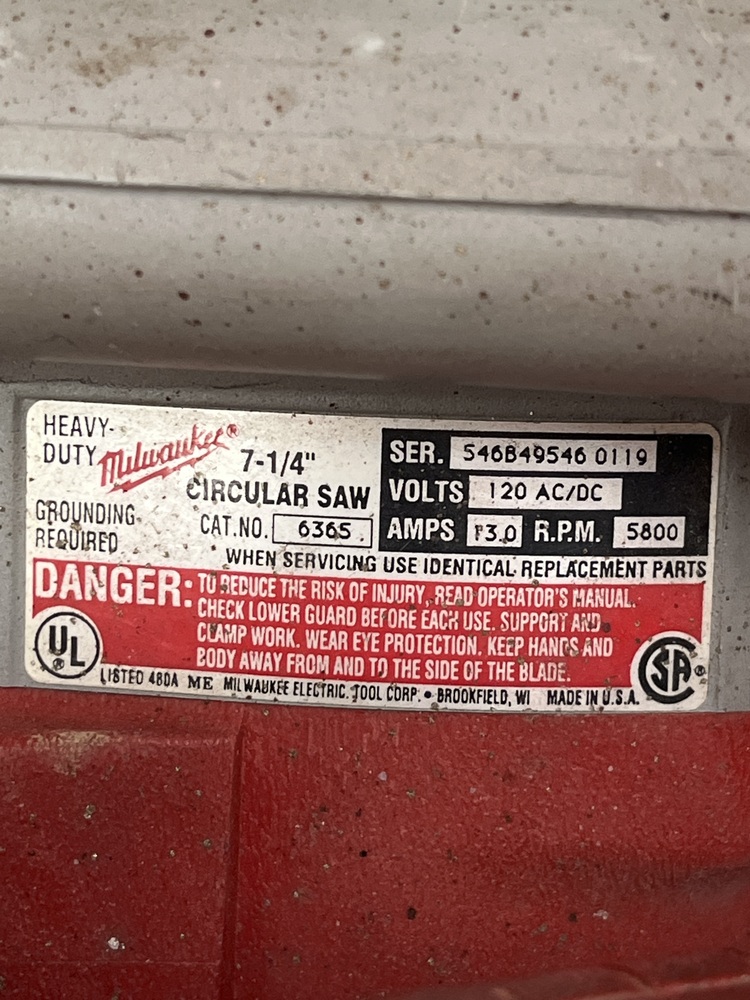 HEAVY-
DUTY Milwaukee®
7-1/4"
CIRCULAR SAW
GROUNDING
REQUIRED
CAT.NO. 6365
SER. 546B49546 0119
VOLTS 120 AC/DC
AMPS 13.0 R.P.M. 5800
WHEN SERVICING USE IDENTICAL REPLACEMENT PARTS
DANGER: TO REDUCE THE RISK OF INJURY, READ OPERATOR'S MANUAL.
CHECK LOWER GUARD BEFORE EACH USE. SUPPORT AND
CLAMP WORK. WEAR EYE PROTECTION. KEEP HANDS AND
BODY AWAY FROM AND TO THE SIDE OF THE BLADE.
UL®
SA®
LISTED 480A ME MILWAUKEE ELECTRIC TOOL CORP. • BROOKFIELD, WI MADE IN U.S.A.